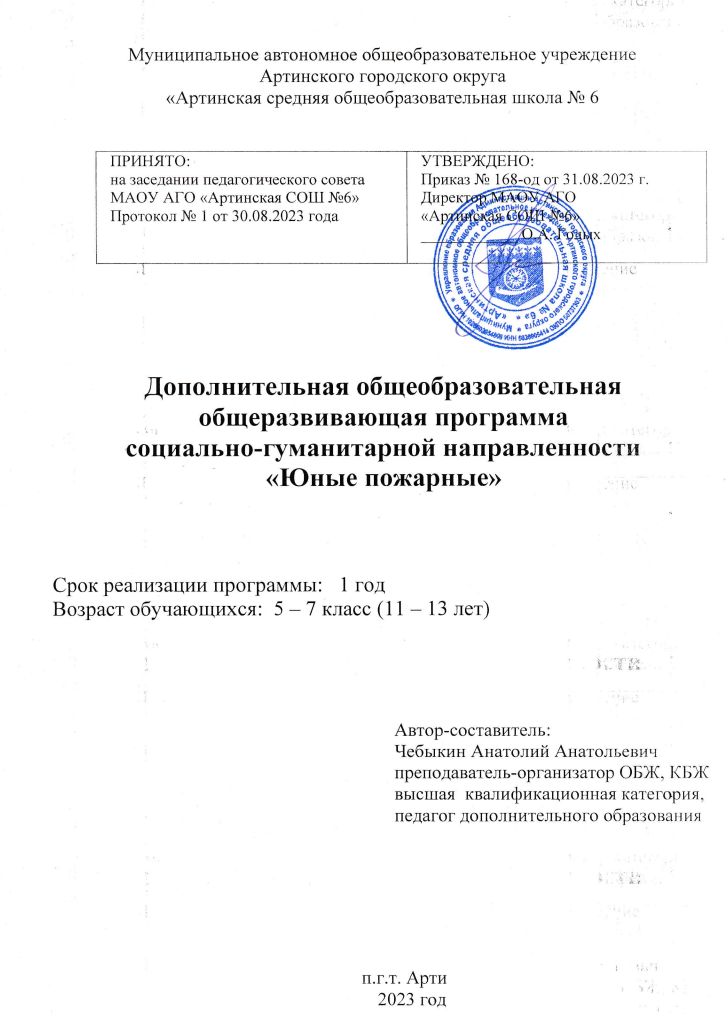 Муниципальное автономное общеобразовательное учреждение
Артинского городского округа
«Артинская средняя общеобразовательная школа № 6
ПРИНЯТО:
на заседании педагогического совета
МАОУ АГО «Артинская СОШ №6»
Протокол № 1 от 30.08.2023 года
УТВЕРЖДЕНО:
Приказ № 168-од от 31.08.2023 г.
Директор МАОУ АГО
«Артинская СОШ №6»
О.А.
Дополнительная общеобразовательная
общеразвивающая программа
социально-гуманитарной направленности
«Юные пожарные»
Срок реализации программы: 1 год
Возраст обучающихся: 5 – 7 класс (11 – 13 лет)
Автор-составитель:
Чебыкин Анатолий Анатольевич
преподаватель-организатор ОБЖ, КБЖ
высшая квалификационная категория,
педагог дополнительного образования
п.г.т. Арти
2023 год